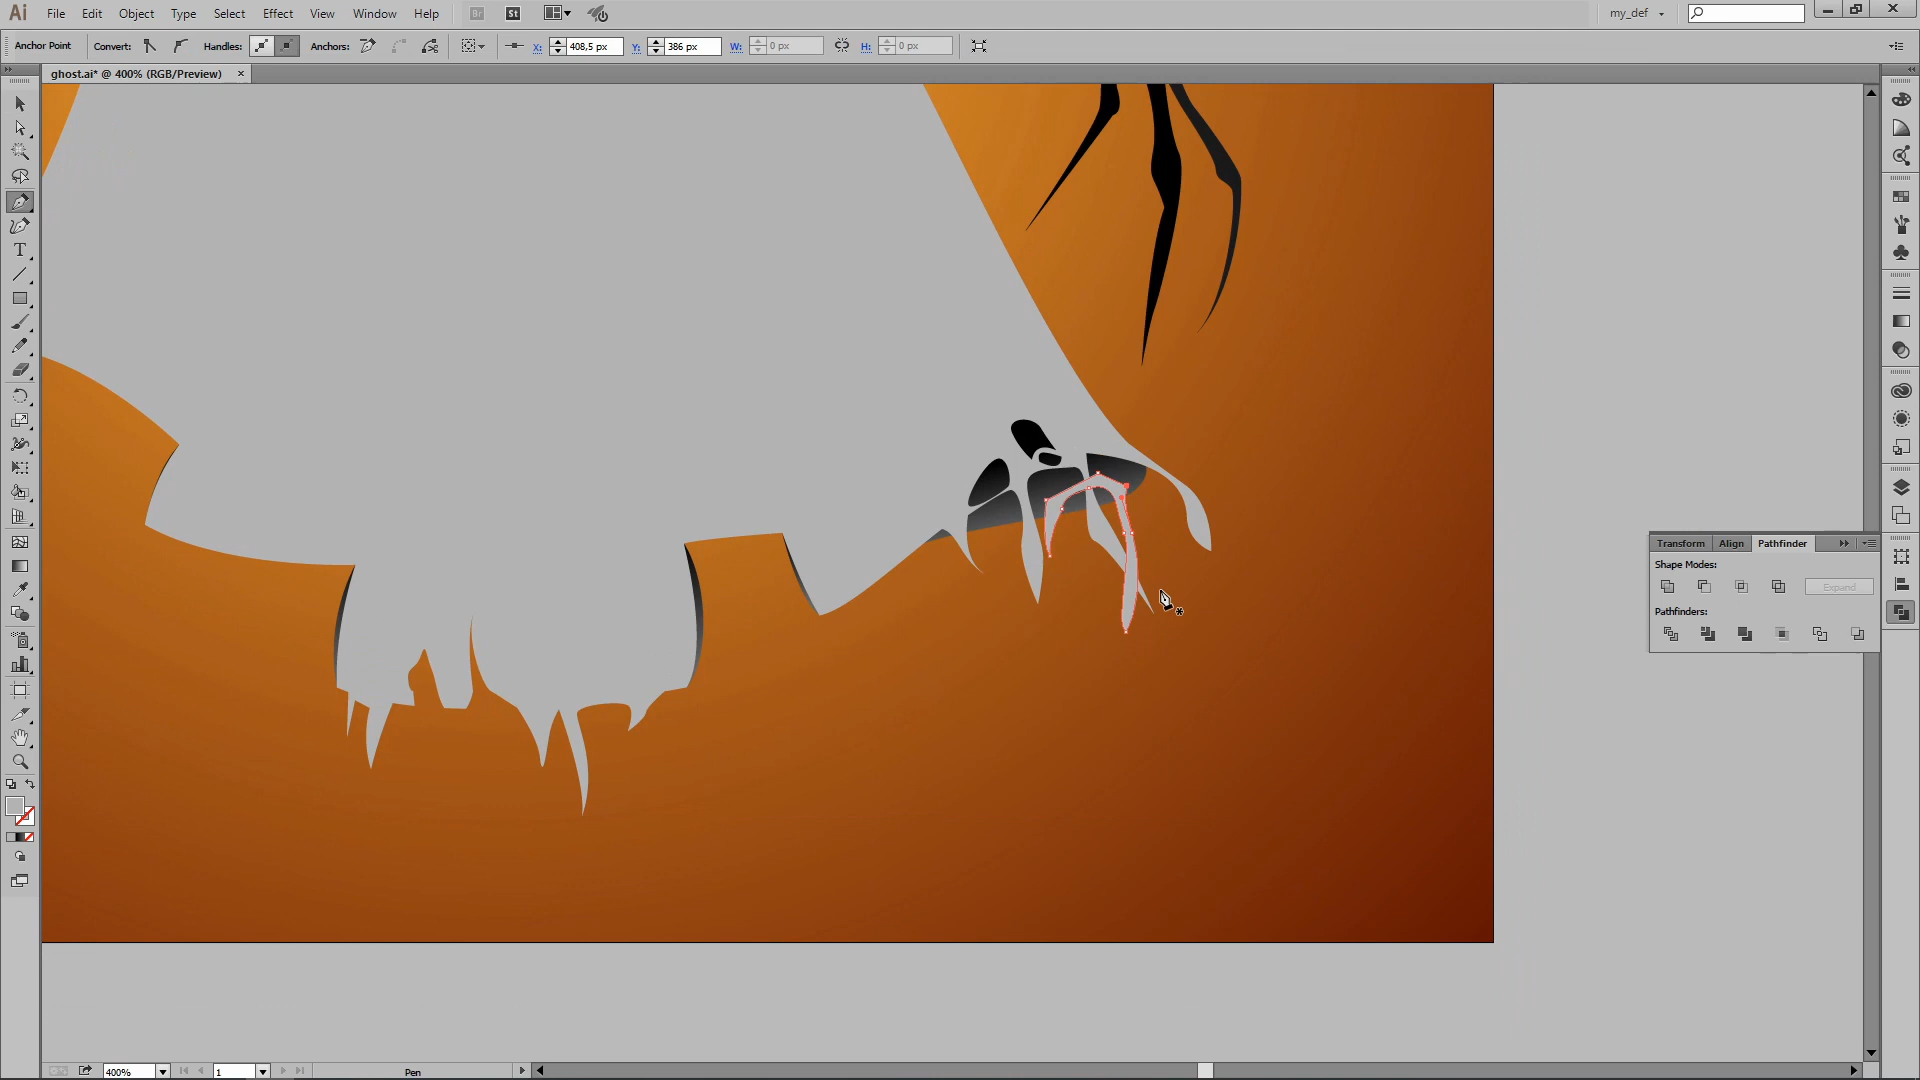 Ai File Edit Object Type Select Effect View Window Help Br St my_def
Anchor Point Convert: Handles: Anchors: X: 408,5 px Y: 386 px W: 0 px H: 0 px
ghost.ai* @ 400% (RGB/Preview) ×
T
Transform Align Pathfinder
Shape Modes:
Expand
Pathfinders:
400% 1 Pen